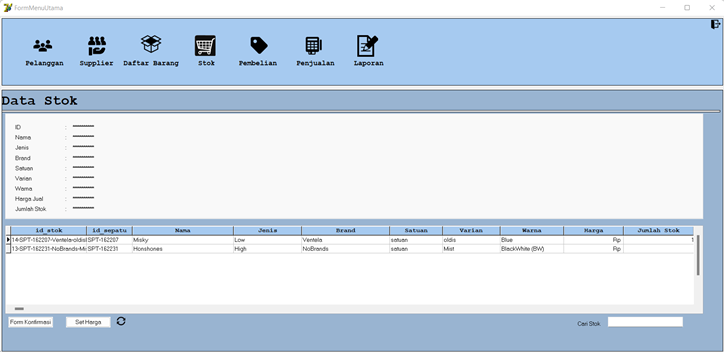 FormMenuUtama
Pelanggan Supplier Daftar Barang Stok Pembelian Penjualan Laporan
Data Stok
ID : **********
Nama : **********
Jenis : **********
Brand : **********
Satuan : **********
Varian : **********
Warna : **********
Harga Jual : **********
Jumlah Stok : **********
id_stok id_sepatu Nama Jenis Brand Satuan Varian Warna Harga Jumlah Stok
14-SPT-162207-Ventela-oldis SPT-162207 Misky Low Ventela satuan oldis Blue Rp 1
13-SPT-162231-NoBrands-Mi SPT-162231 Honshones High NoBrands satuan Mist BlackWhite (BW) Rp
Form Konfirmasi Set Harga Cari Stok